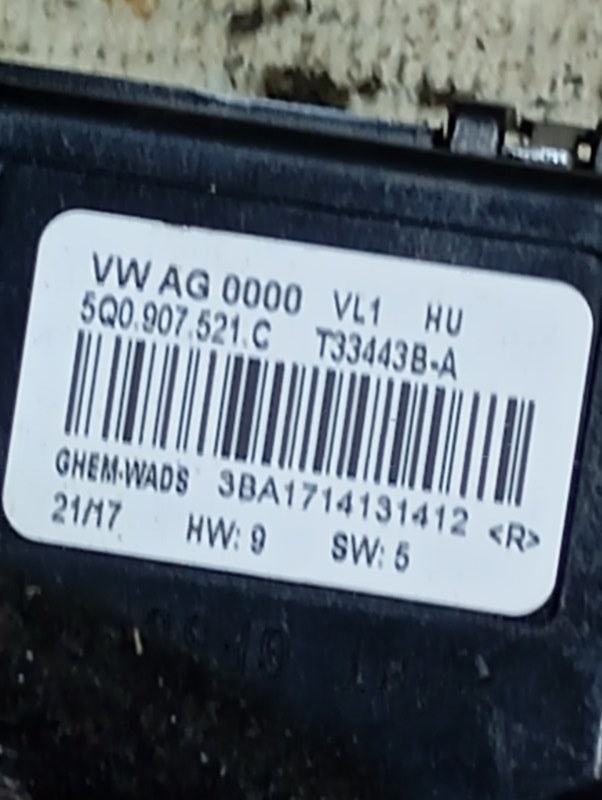 VW AG 0000 VL1 HU
5Q0.907.521.C T33443B-A
GHEM-WADS 3BA1714131412 <R>
21/17 HW: 9 SW: 5